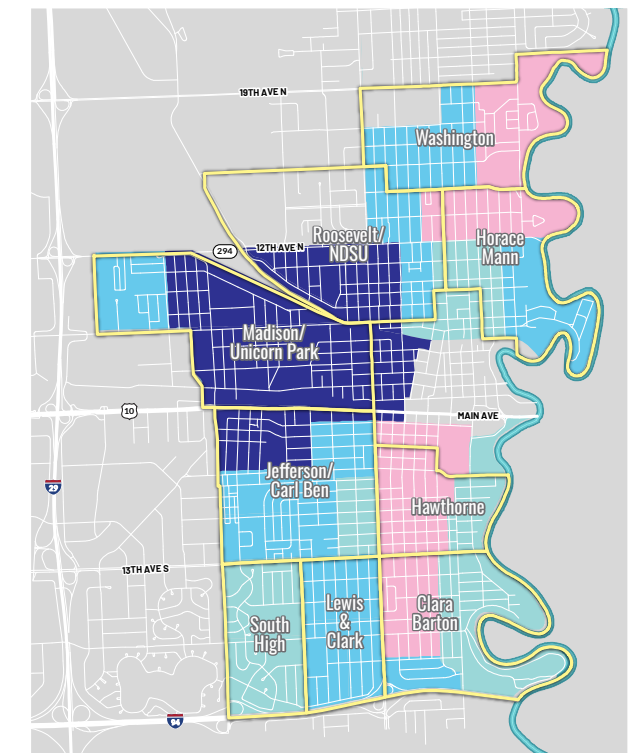 19TH AVE N
Washington
294
12TH AVE N
Roosevelt/
NDSU
Horace
Mann
Madison/
Unicorn Park
10
MAIN AVE
Jefferson/
Carl Ben
29
Hawthorne
13TH AVE S
South
High
Lewis
&
Clark
Clara
Barton
94